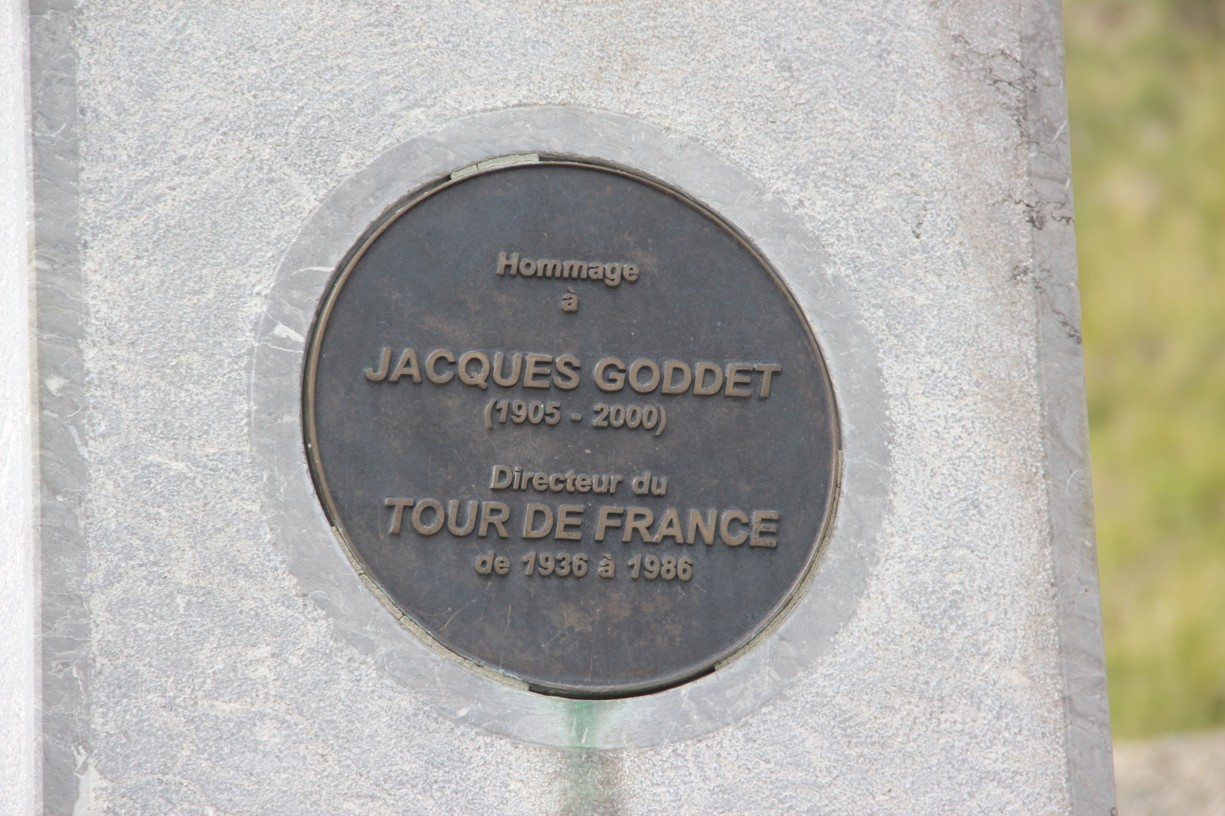 Hommage
à
JACQUES GODDET
(1905 - 2000)
Directeur du
TOUR DE FRANCE
de 1936 à 1986